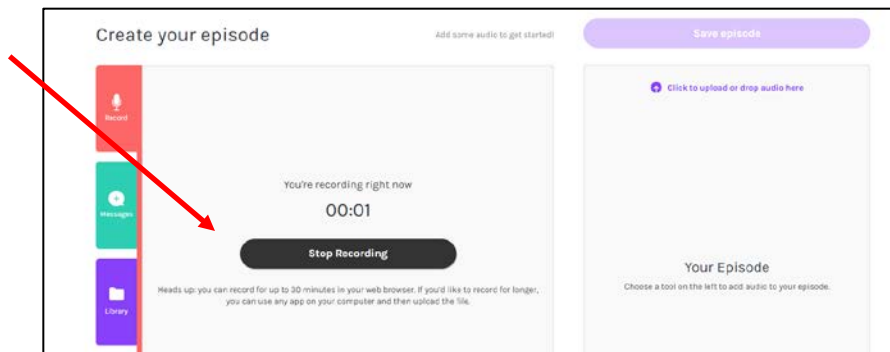 Create your episode
Add some audio to get started!
Save episode
Record
Messages
Library
You're recording right now
00:01
Stop Recording
Heads up: you can record for up to 30 minutes in your web browser. If you'd like to record for longer,
you can use any app on your computer and then upload the file.
Click to upload or drop audio here
Your Episode
Choose a tool on the left to add audio to your episode.